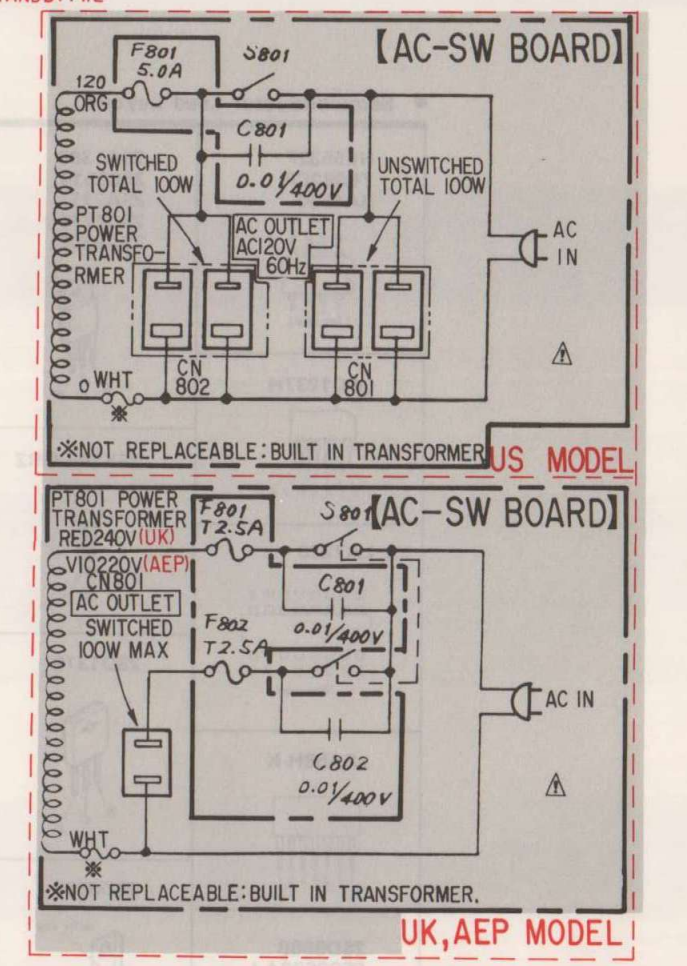 F801
5.0A
S801
【AC-SW BOARD】
120
ORG
C801
0.01/400V
SWITCHED
TOTAL 100W
UNSWITCHED
TOTAL 100W
PT801
POWER
TRANSFO-
RMER
AC OUTLET
AC120V
60Hz
AC
IN
CN
802
CN
801
0 WHT
※
※NOT REPLACEABLE:BUILT IN TRANSFORMER
US MODEL
PT801 POWER
TRANSFORMER
RED240V(UK)
VIO220V(AEP)
F801
T2.5A
S801
【AC-SW BOARD】
CN801
AC OUTLET
SWITCHED
100W MAX
C801
0.01/400V
F802
T2.5A
AC IN
C802
0.01/400V
WHT
※
※NOT REPLACEABLE:BUILT IN TRANSFORMER.
UK,AEP MODEL